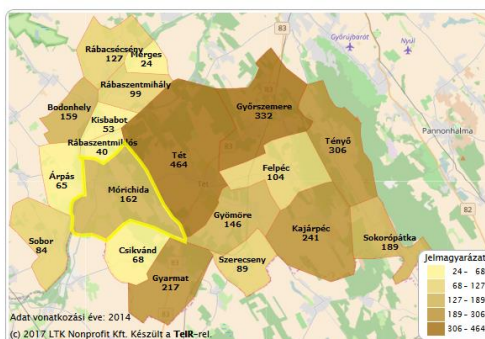 83
Győrújbarát
Nyúl
Rábacsécsény
127
Mérges
24
Rábaszentmihály
99
Bodonhely
159
Kisbabot
53
Rábaszentmiklós
40
Győrszemere
332
Pannonhalma
Tényő
306
Tét
464
Felpéc
104
Árpás
65
Mórichida
162
82
Gyömöre
146
Kajárpéc
241
Sokorópátka
189
Sobor
84
Csikvánd
68
Szerecseny
89
Gyarmat
217
83
Jelmagyarázat
24 - 68
68 - 127
127 - 189
189 - 306
306 - 464
Adat vonatkozási éve: 2014
(c) 2017 LTK Nonprofit Kft. Készült a TeIR-rel.